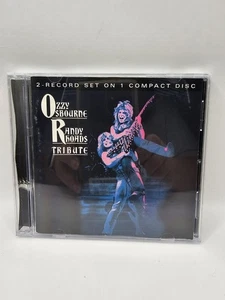 2-RECORD SET ON 1 COMPACT DISC
OZZY
OSBOURNE
RANDY
RHOADS
TRIBUTE